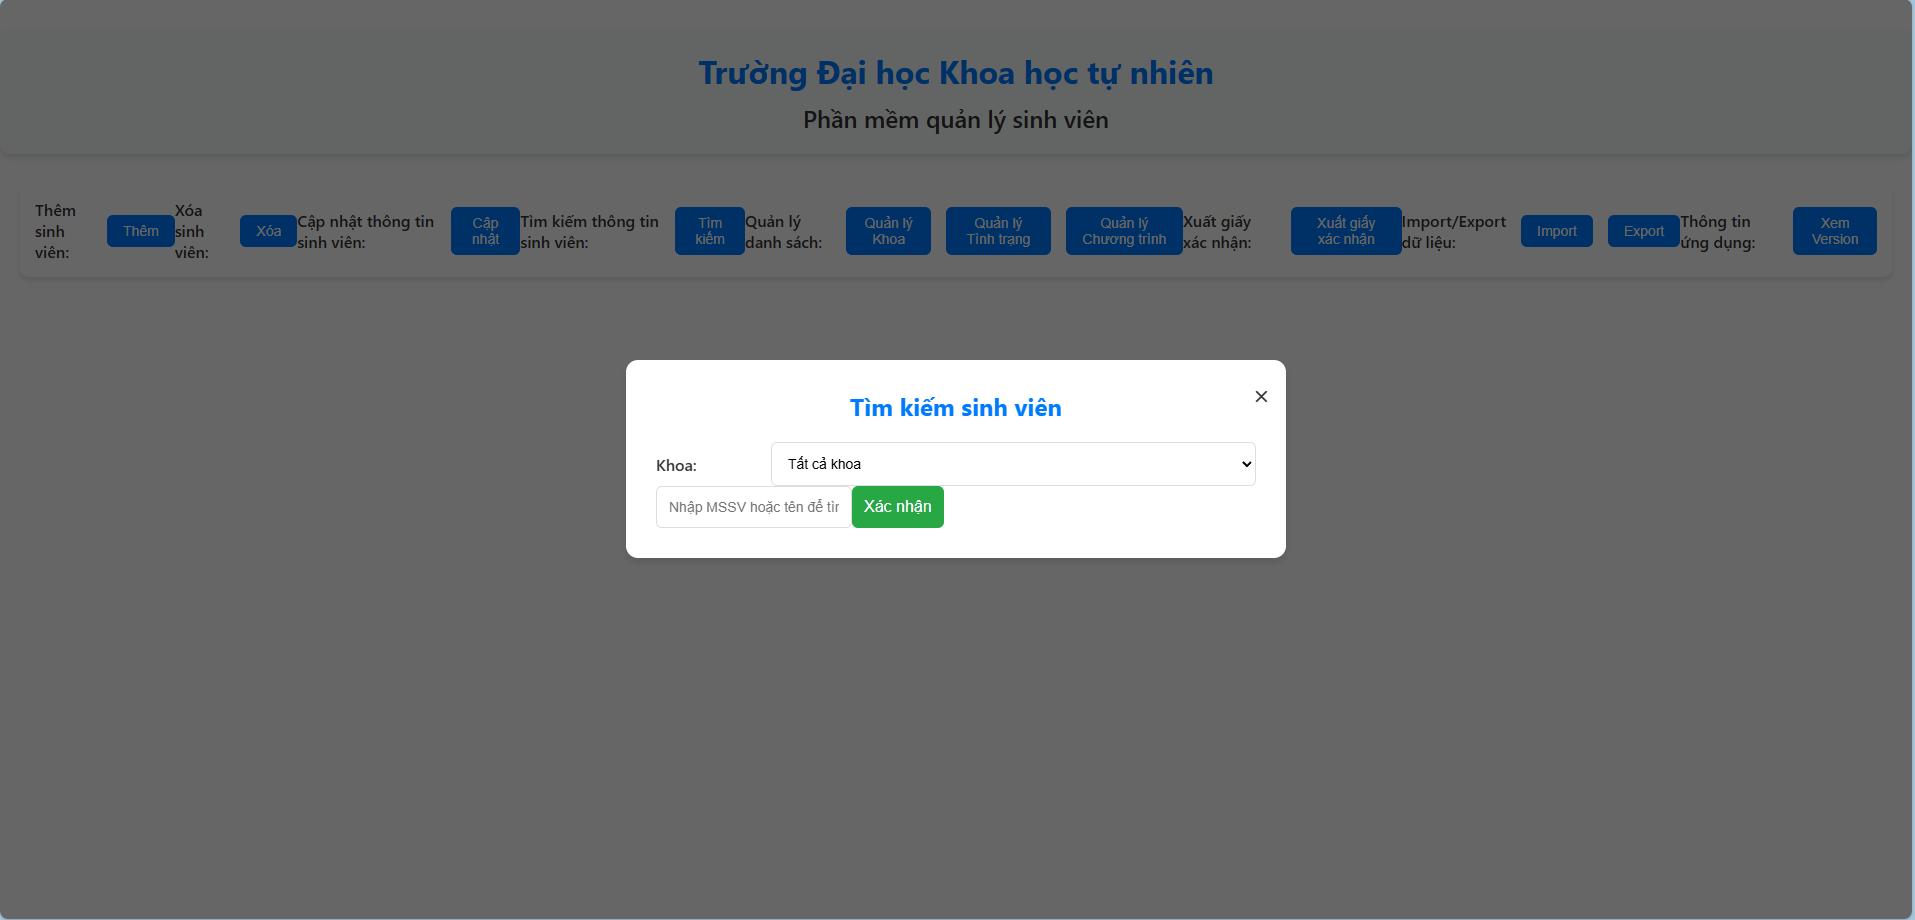 Trường Đại học Khoa học tự nhiên
Phần mềm quản lý sinh viên
Thêm
sinh
viên:
Thêm
Xóa
sinh
viên:
Xóa
Cập nhật thông tin
sinh viên:
Cập
nhật
Tìm kiếm thông tin
sinh viên:
Tìm
kiếm
Quản lý
danh sách:
Quản lý
Khoa
Quản lý
Tình trạng
Quản lý
Chương trình
Xuất giấy
xác nhận:
Xuất giấy
xác nhận
Import/Export
dữ liệu:
Import
Export
Thông tin
ứng dụng:
Xem
Version
Tìm kiếm sinh viên
×
Khoa:
Tất cả khoa
Nhập MSSV hoặc tên để tìr
Xác nhận